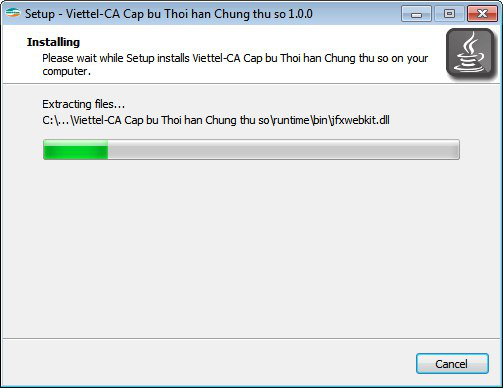 Setup - Viettel-CA Cap bu Thoi han Chung thu so 1.0.0
Installing
Please wait while Setup installs Viettel-CA Cap bu Thoi han Chung thu so on your
computer.
Extracting files...
C:\...\Viettel-CA Cap bu Thoi han Chung thu so\runtime\bin\jfxwebkit.dll
Cancel